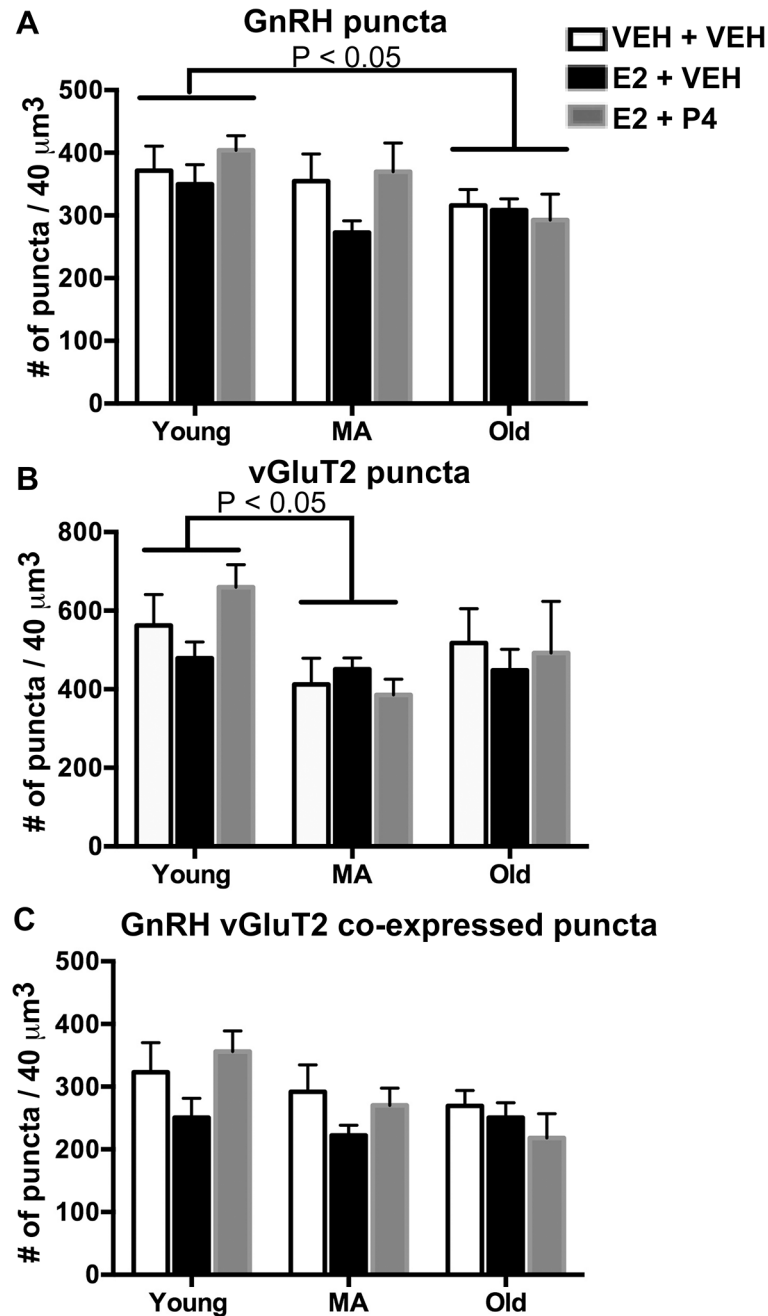 A
GnRH puncta
P < 0.05
VEH + VEH
E2 + VEH
E2 + P4
# of puncta / 40 μm3
500
400
300
200
100
0
Young MA Old
B
vGluT2 puncta
P < 0.05
# of puncta / 40 μm3
800
600
400
200
0
Young MA Old
C
GnRH vGluT2 co-expressed puncta
# of puncta / 40 μm3
500
400
300
200
100
0
Young MA Old